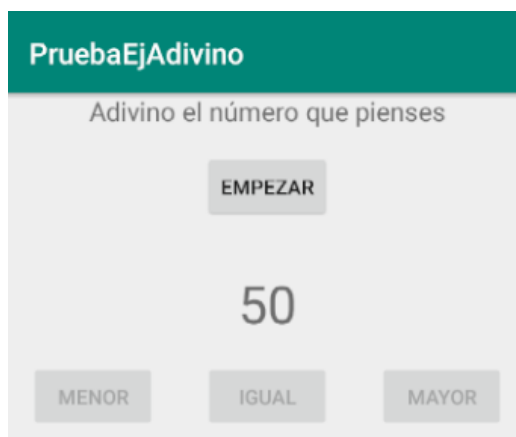 PruebaEjAdivino
Adivino el número que pienses
EMPEZAR
50
MENOR IGUAL MAYOR